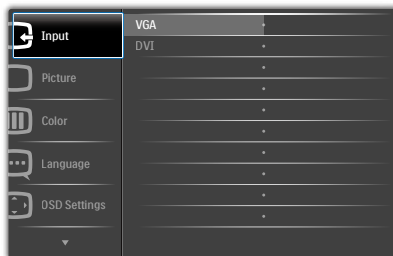 Input
Picture
Color
Language
OSD Settings
VGA
DVI